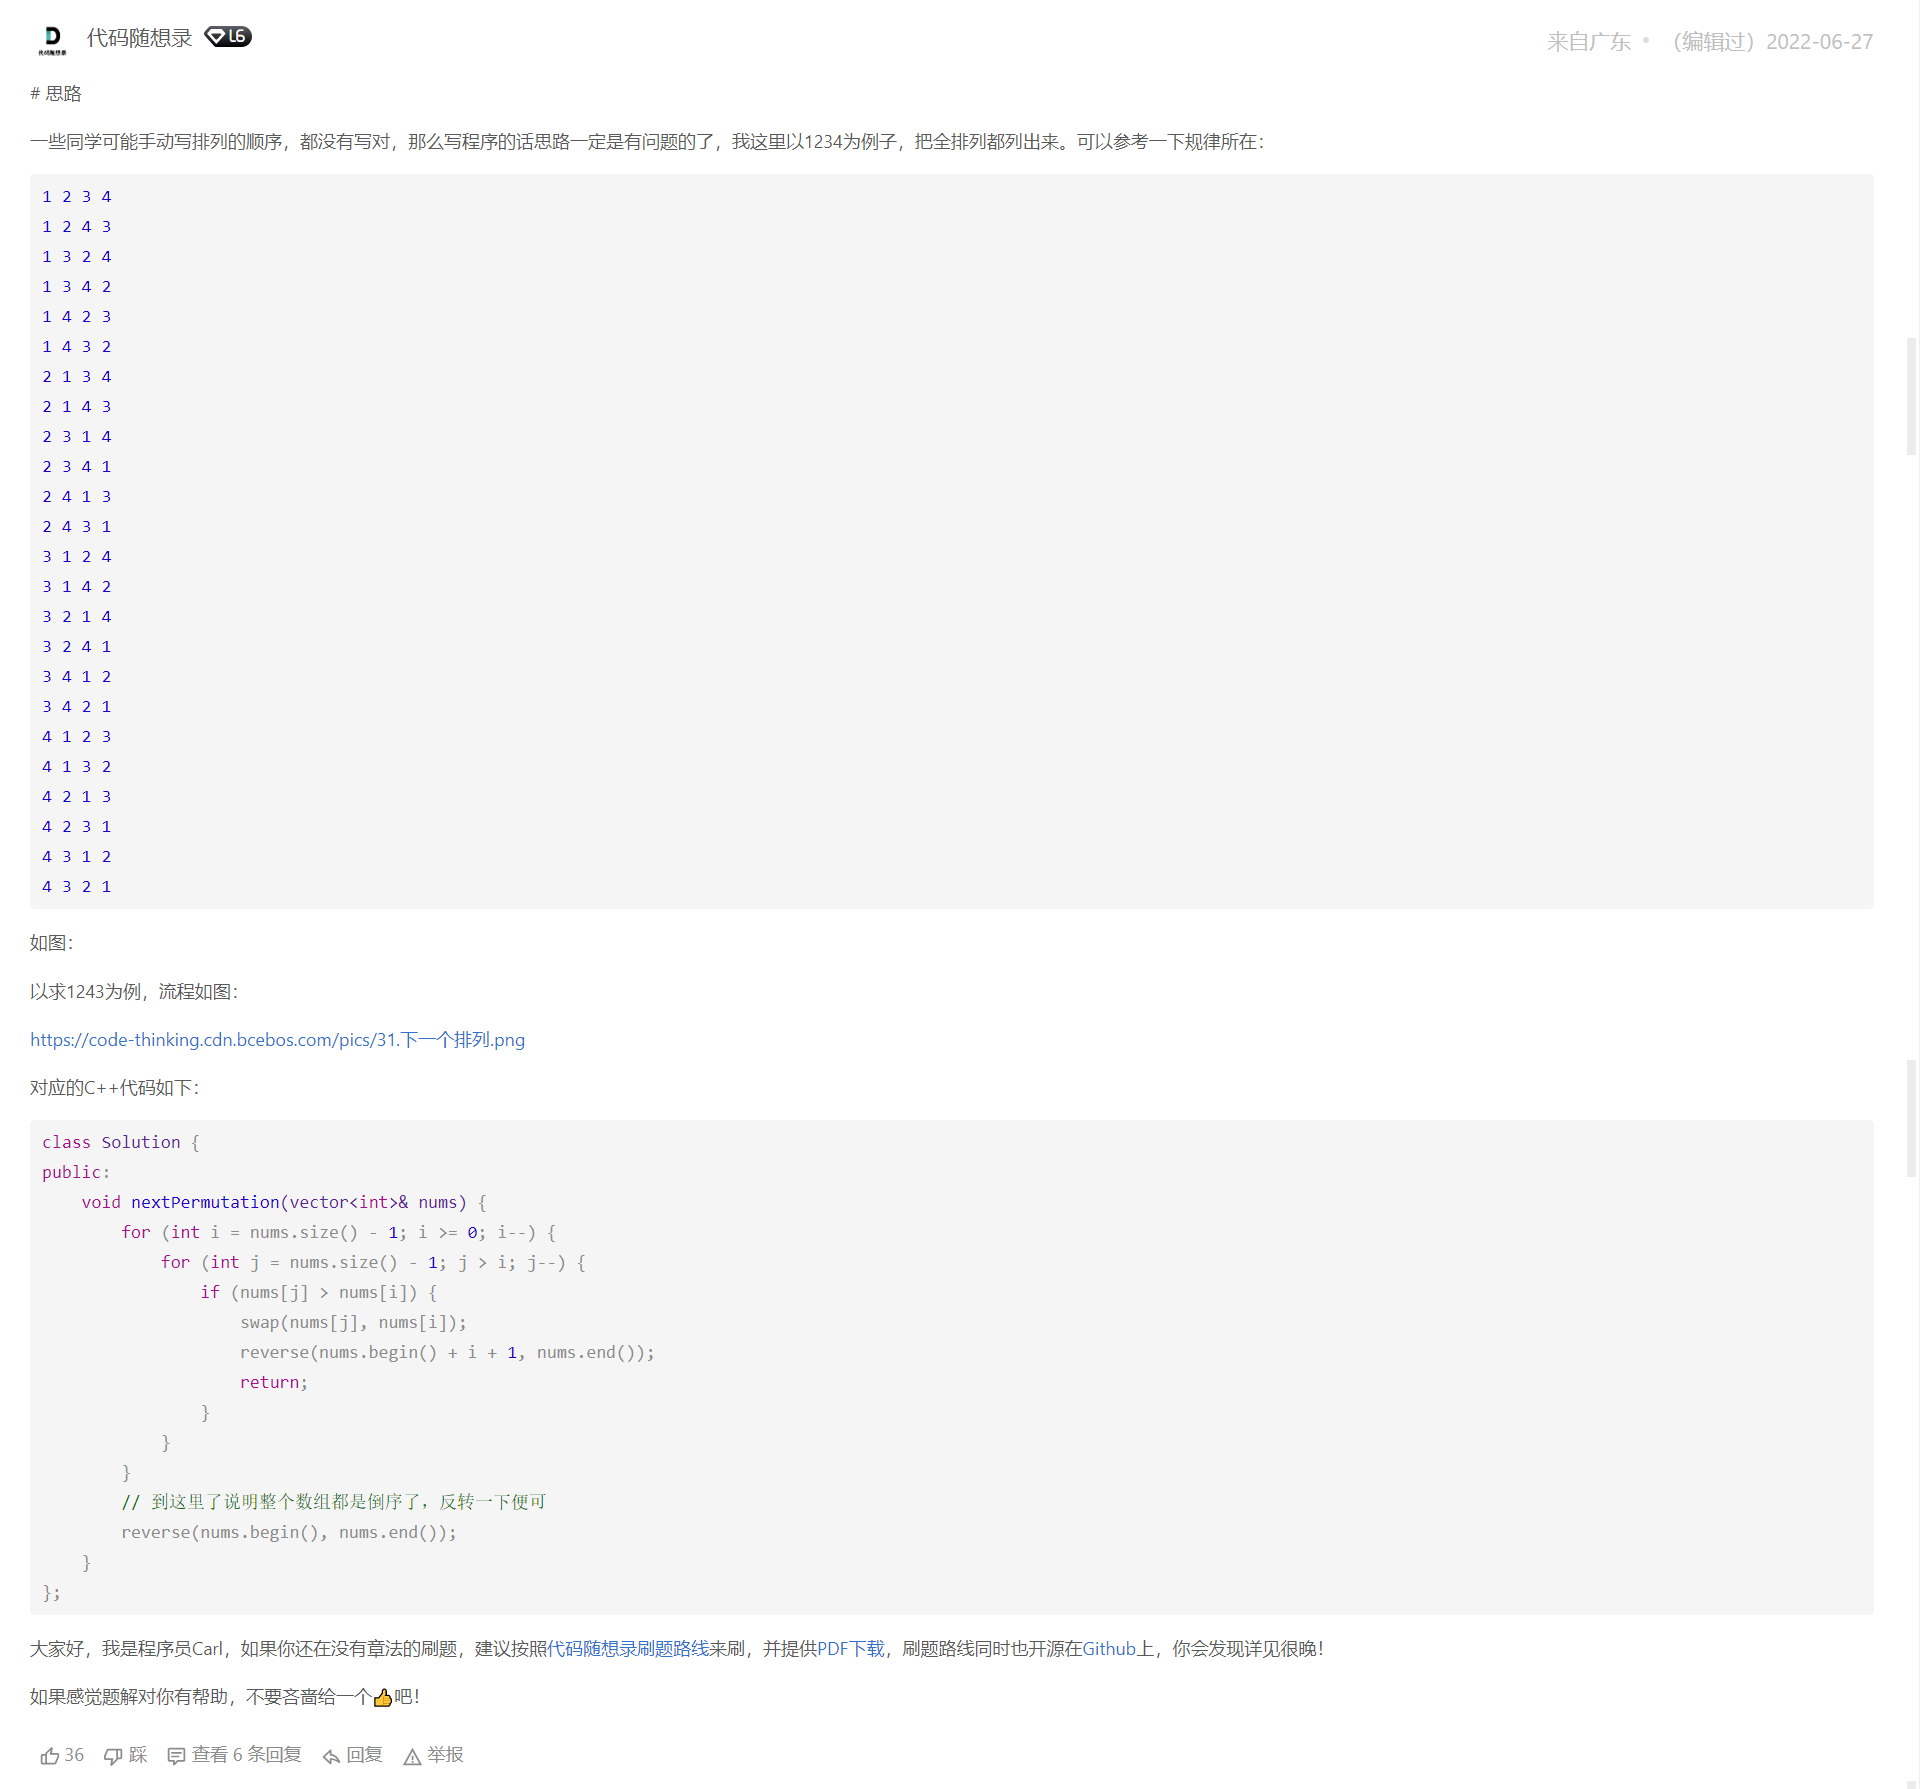 代码随想录
代码随想录 L6
来自广东 • （编辑过）2022-06-27
# 思路
一些同学可能手动写排列的顺序，都没有写对，那么写程序的话思路一定是有问题的了，我这里以1234为例子，把全排列都列出来。可以参考一下规律所在：
1 2 3 4
1 2 4 3
1 3 2 4
1 3 4 2
1 4 2 3
1 4 3 2
2 1 3 4
2 1 4 3
2 3 1 4
2 3 4 1
2 4 1 3
2 4 3 1
3 1 2 4
3 1 4 2
3 2 1 4
3 2 4 1
3 4 1 2
3 4 2 1
4 1 2 3
4 1 3 2
4 2 1 3
4 2 3 1
4 3 1 2
4 3 2 1
如图：
以求1243为例，流程如图：
https://code-thinking.cdn.bcebos.com/pics/31.下一个排列.png
对应的C++代码如下：
class Solution {
public:
    void nextPermutation(vector<int>& nums) {
        for (int i = nums.size() - 1; i >= 0; i--) {
            for (int j = nums.size() - 1; j > i; j--) {
                if (nums[j] > nums[i]) {
                    swap(nums[j], nums[i]);
                    reverse(nums.begin() + i + 1, nums.end());
                    return;
                }
            }
        }
        // 到这里了说明整个数组都是倒序了，反转一下便可
        reverse(nums.begin(), nums.end());
    }
};
大家好，我是程序员Carl，如果你还在没有章法的刷题，建议按照代码随想录刷题路线来刷，并提供PDF下载，刷题路线同时也开源在Github上，你会发现详见很晚！
如果感觉题解对你有帮助，不要吝啬给一个👍吧！
36 踩 查看 6 条回复 回复 举报